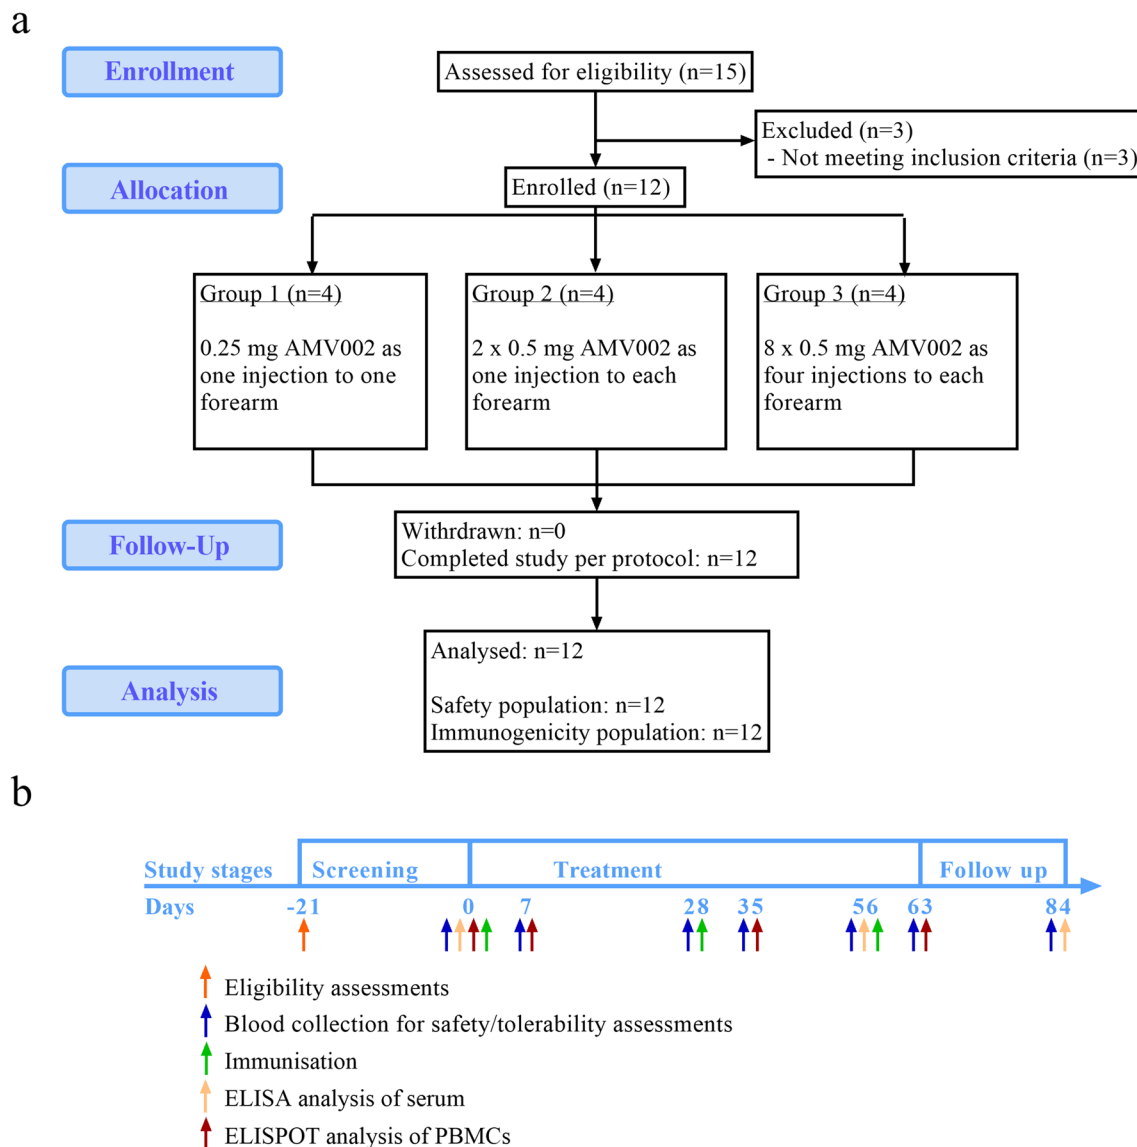 a
Enrollment
Assessed for eligibility (n=15)
Excluded (n=3)
- Not meeting inclusion criteria (n=3)
Allocation
Enrolled (n=12)
Group 1 (n=4)
0.25 mg AMV002 as
one injection to one
forearm
Group 2 (n=4)
2 x 0.5 mg AMV002 as
one injection to each
forearm
Group 3 (n=4)
8 x 0.5 mg AMV002 as
four injections to each
forearm
Follow-Up
Withrdrawn: n=0
Completed study per protocol: n=12
Analysis
Analysed: n=12
Safety population: n=12
Immunogenicity population: n=12
b
Study stages Screening Treatment Follow up
Days -21 0 7 28 35 56 63 84
Eligibility assessments
Blood collection for safety/tolerability assessments
Immunisation
ELISA analysis of serum
ELISPOT analysis of PBMCs